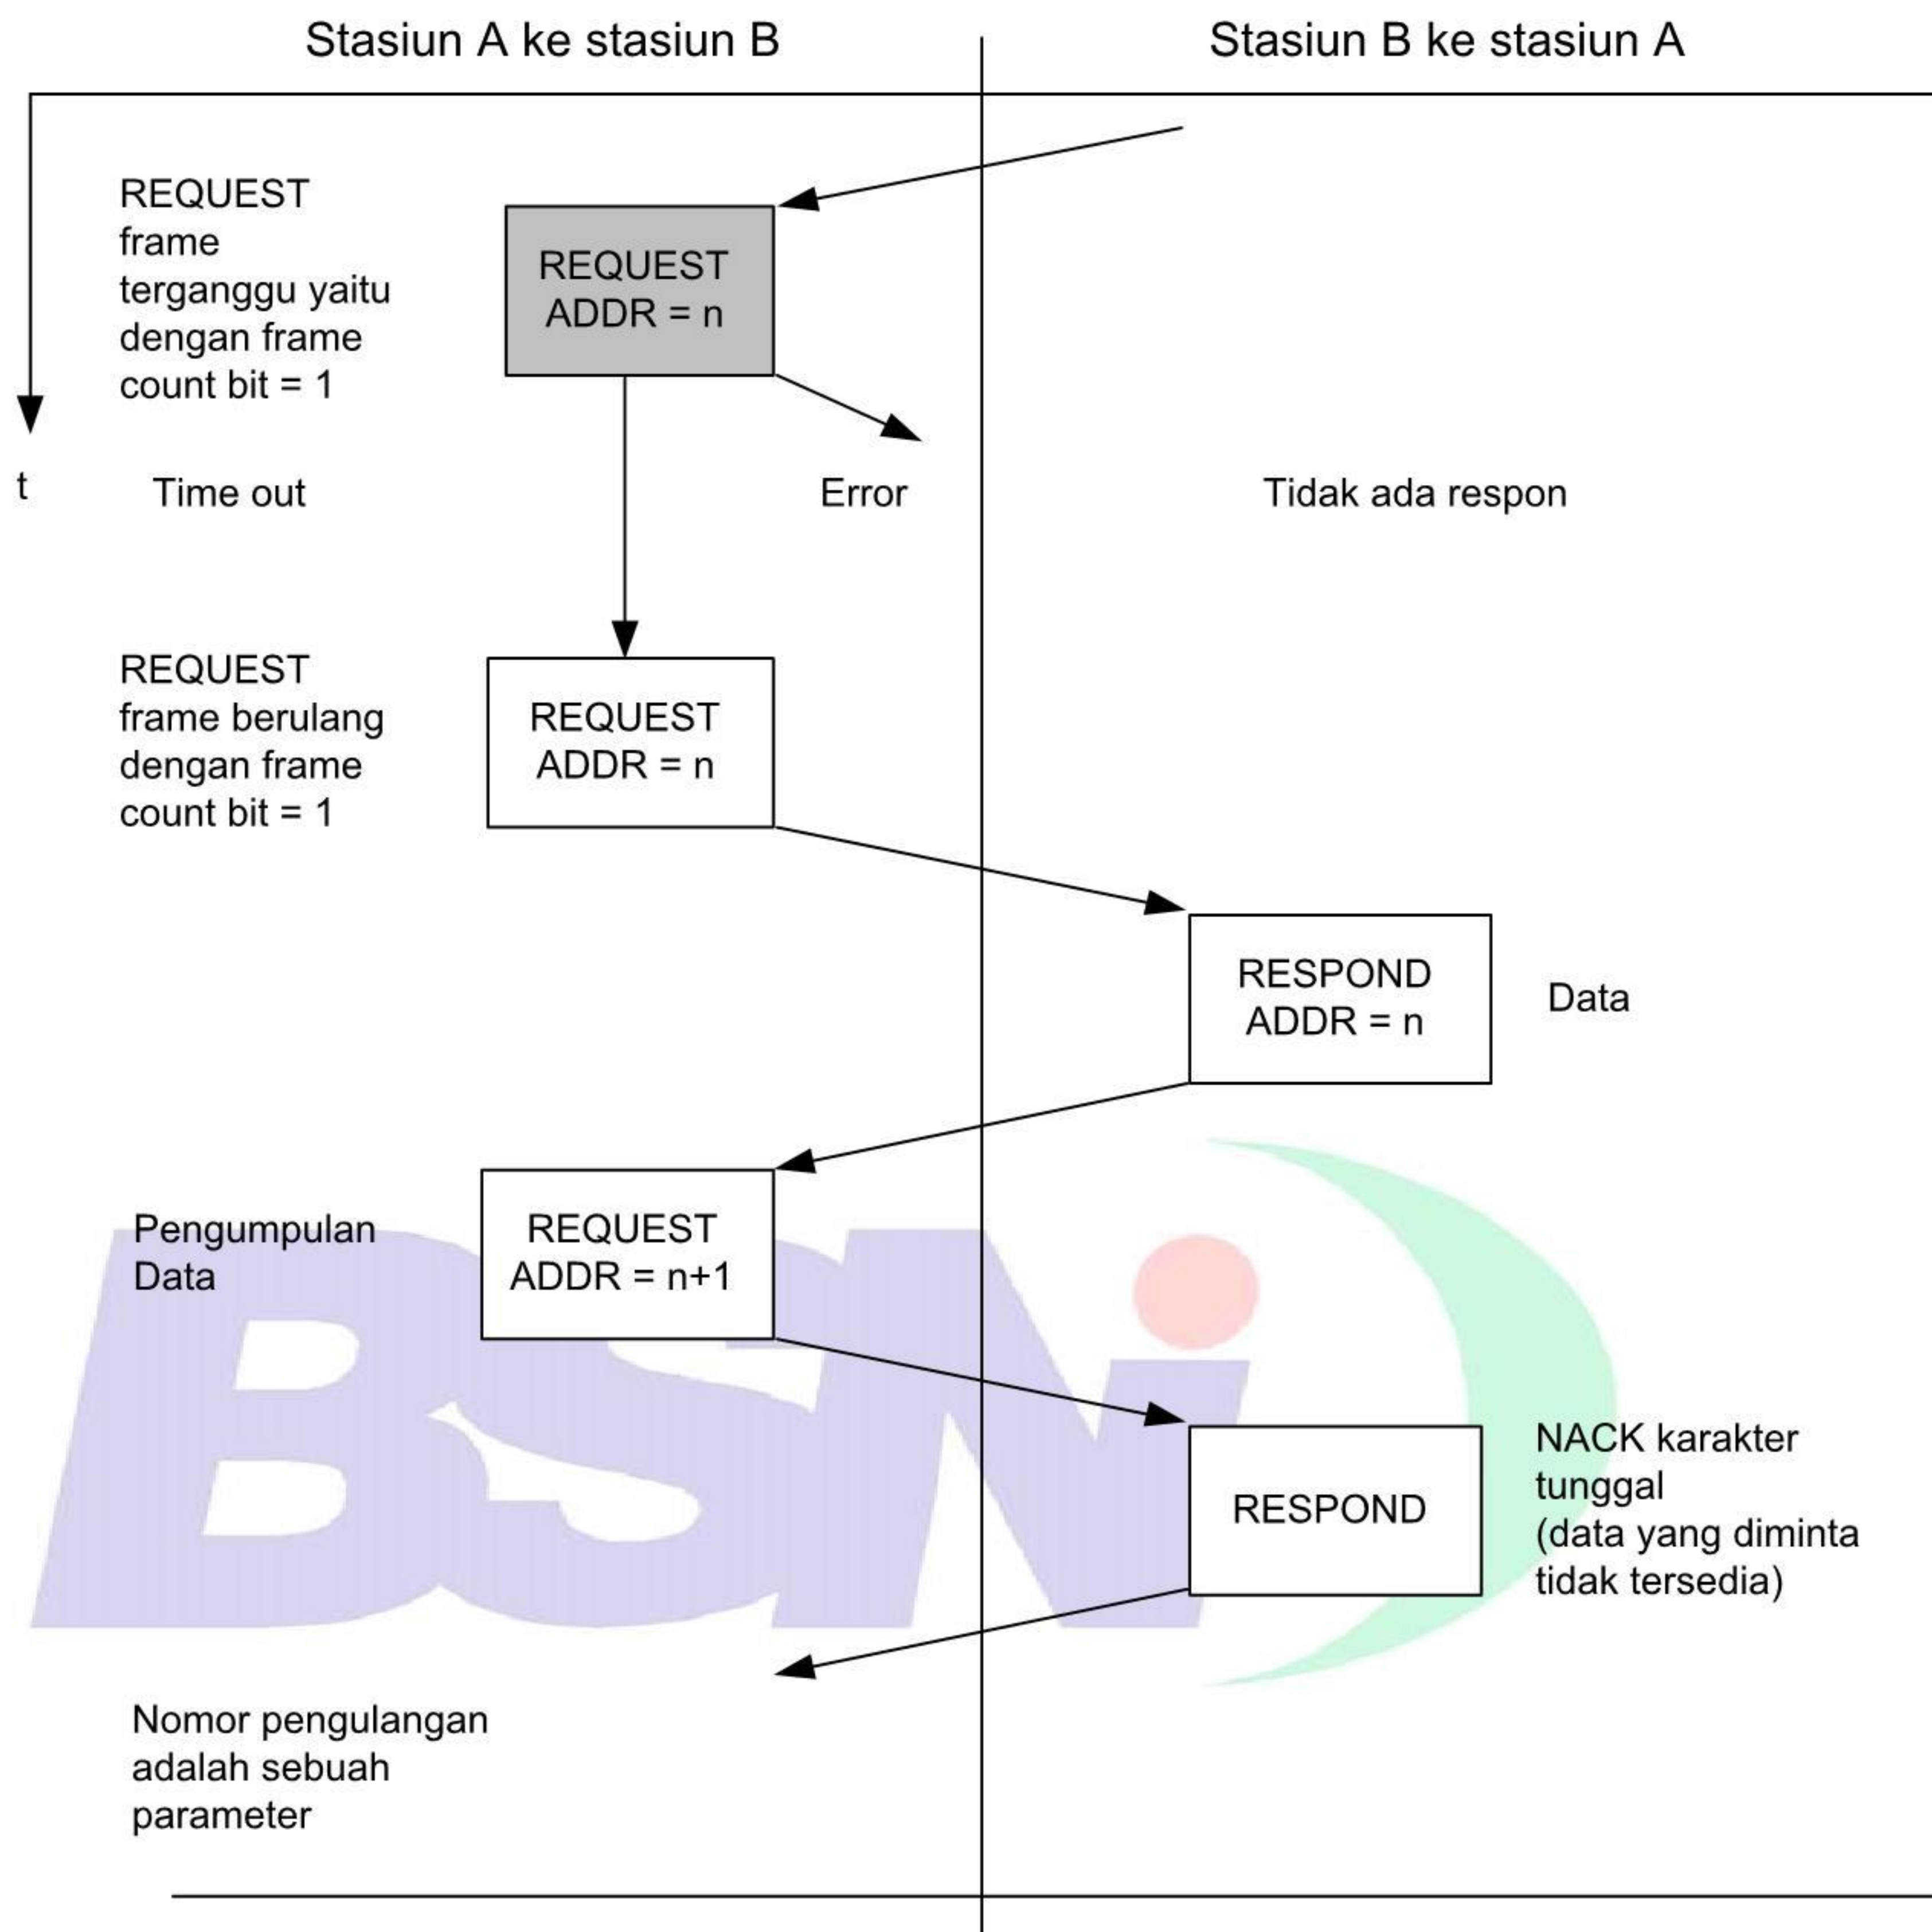 Stasiun A ke stasiun B
Stasiun B ke stasiun A
REQUEST
frame
terganggu yaitu
dengan frame
count bit = 1
REQUEST
ADDR = n
t
Time out
Error
Tidak ada respon
REQUEST
frame berulang
dengan frame
count bit = 1
REQUEST
ADDR = n
RESPOND
ADDR = n
Data
Pengumpulan
Data
REQUEST
ADDR = n+1
RESPOND
NACK karakter
tunggal
(data yang diminta
tidak tersedia)
BSN
Nomor pengulangan
adalah sebuah
parameter